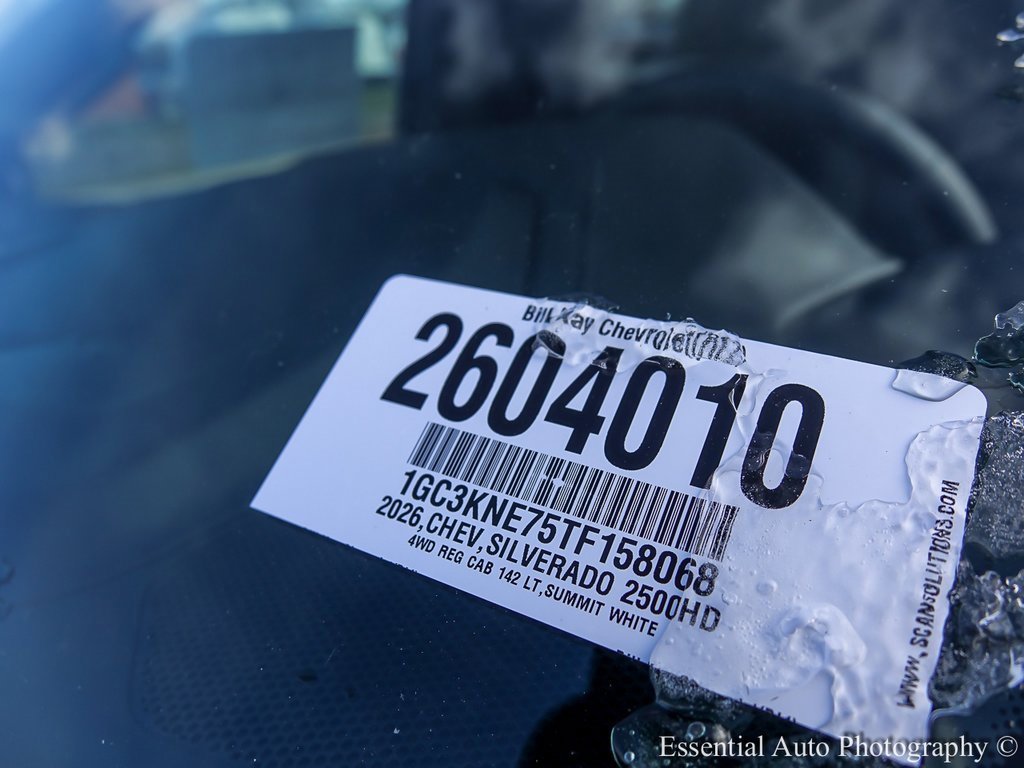 Bill Kay Chevrolet
2604010
1GC3KNE75TF158068
2026,CHEV,SILVERADO 2500HD
4WD REG CAB 142 LT,SUMMIT WHITE
WWW.SCANSOLUTIONS.COM
Essential Auto Photography ©